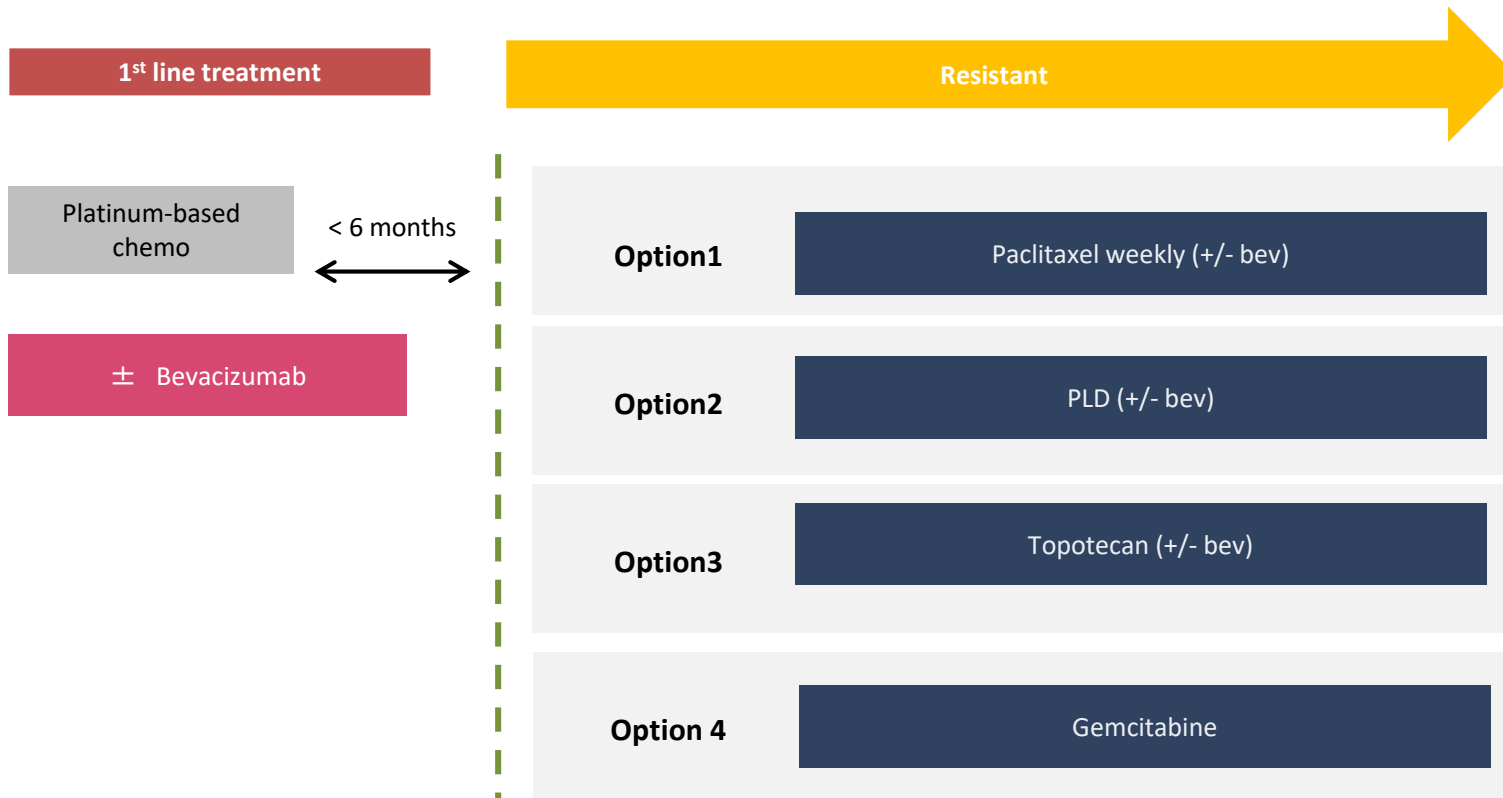 1st line treatment
Resistant
Platinum-based
chemo
< 6 months
± Bevacizumab
Option1
Paclitaxel weekly (+/- bev)
Option2
PLD (+/- bev)
Option3
Topotecan (+/- bev)
Option 4
Gemcitabine